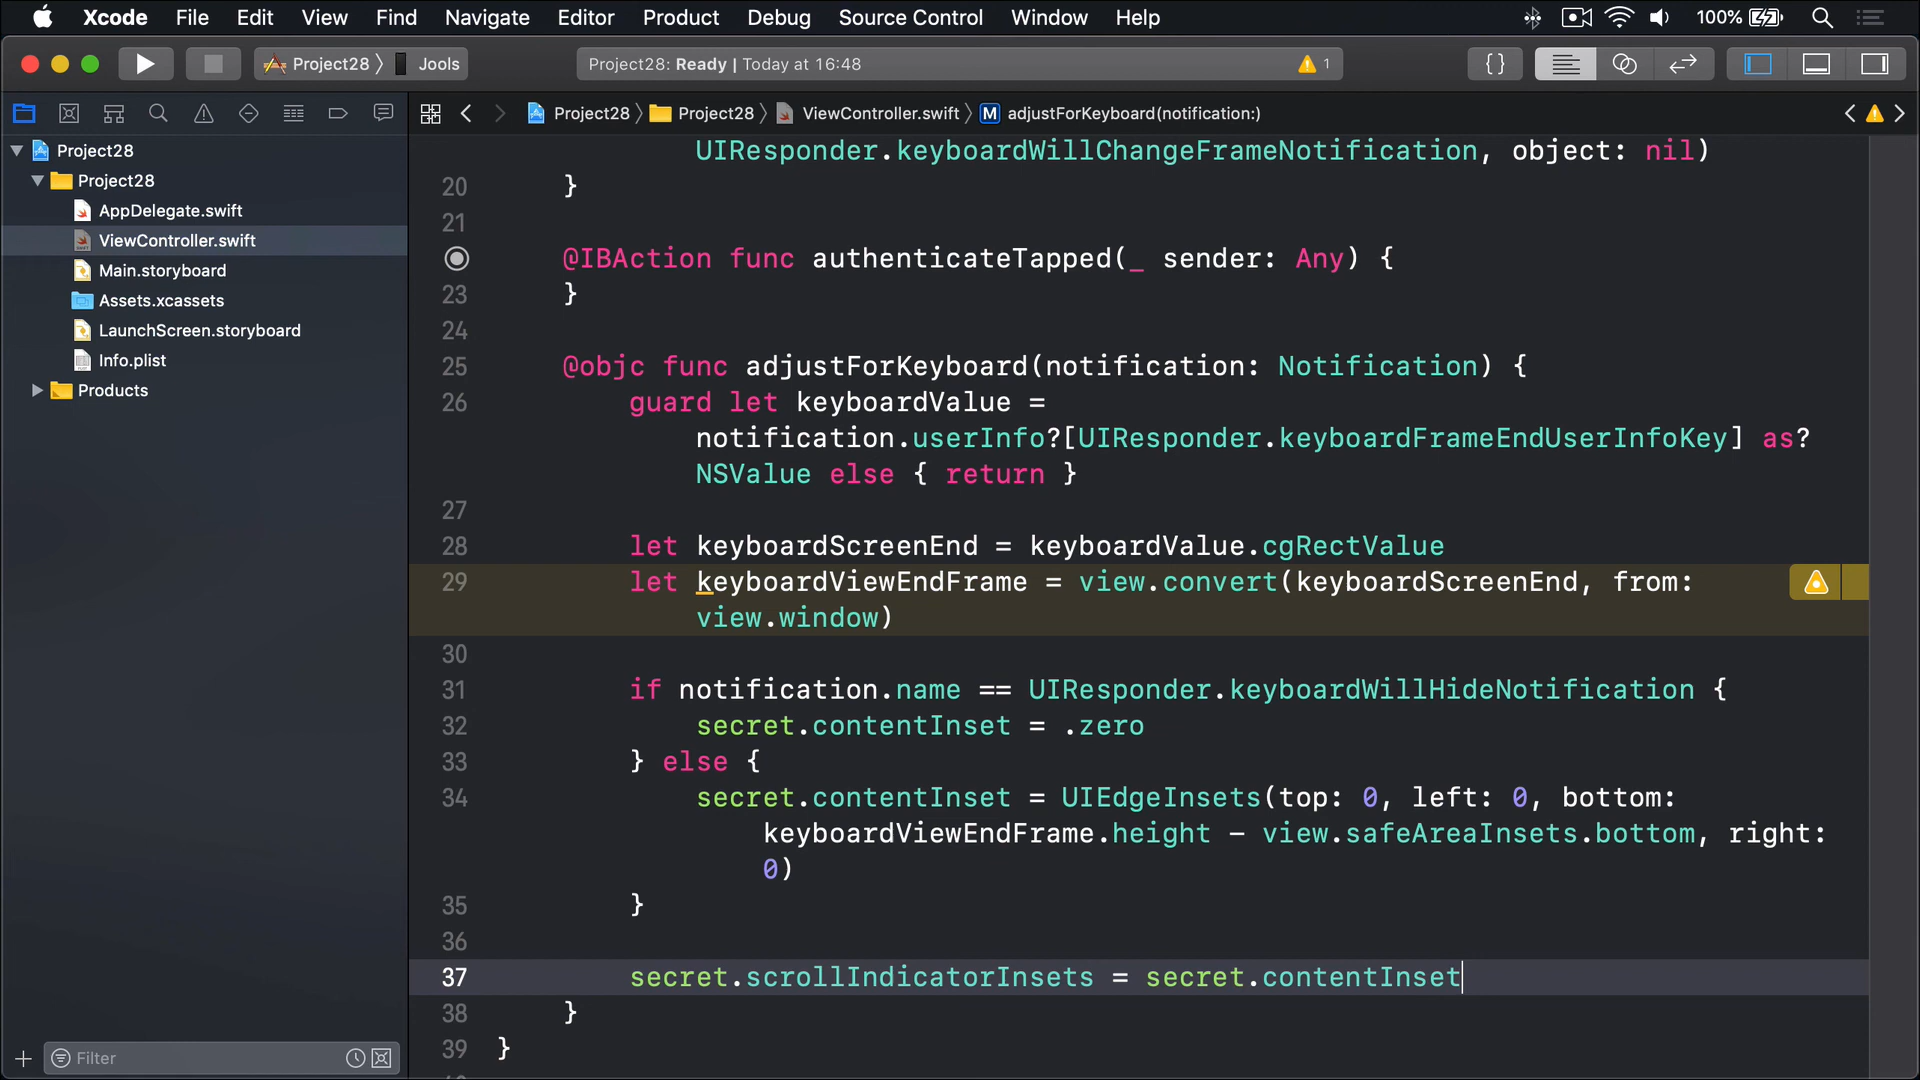 Xcode File Edit View Find Navigate Editor Product Debug Source Control Window Help 100%
Project28 Jools Project28: Ready | Today at 16:48 1 {}
Project28 Project28 ViewController.swift M adjustForKeyboard(notification:)
Project28
Project28
AppDelegate.swift
ViewController.swift
Main.storyboard
Assets.xcassets
LaunchScreen.storyboard
Info.plist
Products
Filter
UIResponder.keyboardWillChangeFrameNotification, object: nil)
20 }
21
@IBAction func authenticateTapped(_ sender: Any) {
23 }
24
25 @objc func adjustForKeyboard(notification: Notification) {
26 guard let keyboardValue =
notification.userInfo?[UIResponder.keyboardFrameEndUserInfoKey] as?
NSValue else { return }
27
28 let keyboardScreenEnd = keyboardValue.cgRectValue
29 let keyboardViewEndFrame = view.convert(keyboardScreenEnd, from:
view.window)
30
31 if notification.name == UIResponder.keyboardWillHideNotification {
32 secret.contentInset = .zero
33 } else {
34 secret.contentInset = UIEdgeInsets(top: 0, left: 0, bottom:
keyboardViewEndFrame.height - view.safeAreaInsets.bottom, right:
0)
35 }
36
37 secret.scrollIndicatorInsets = secret.contentInset
38 }
39 }